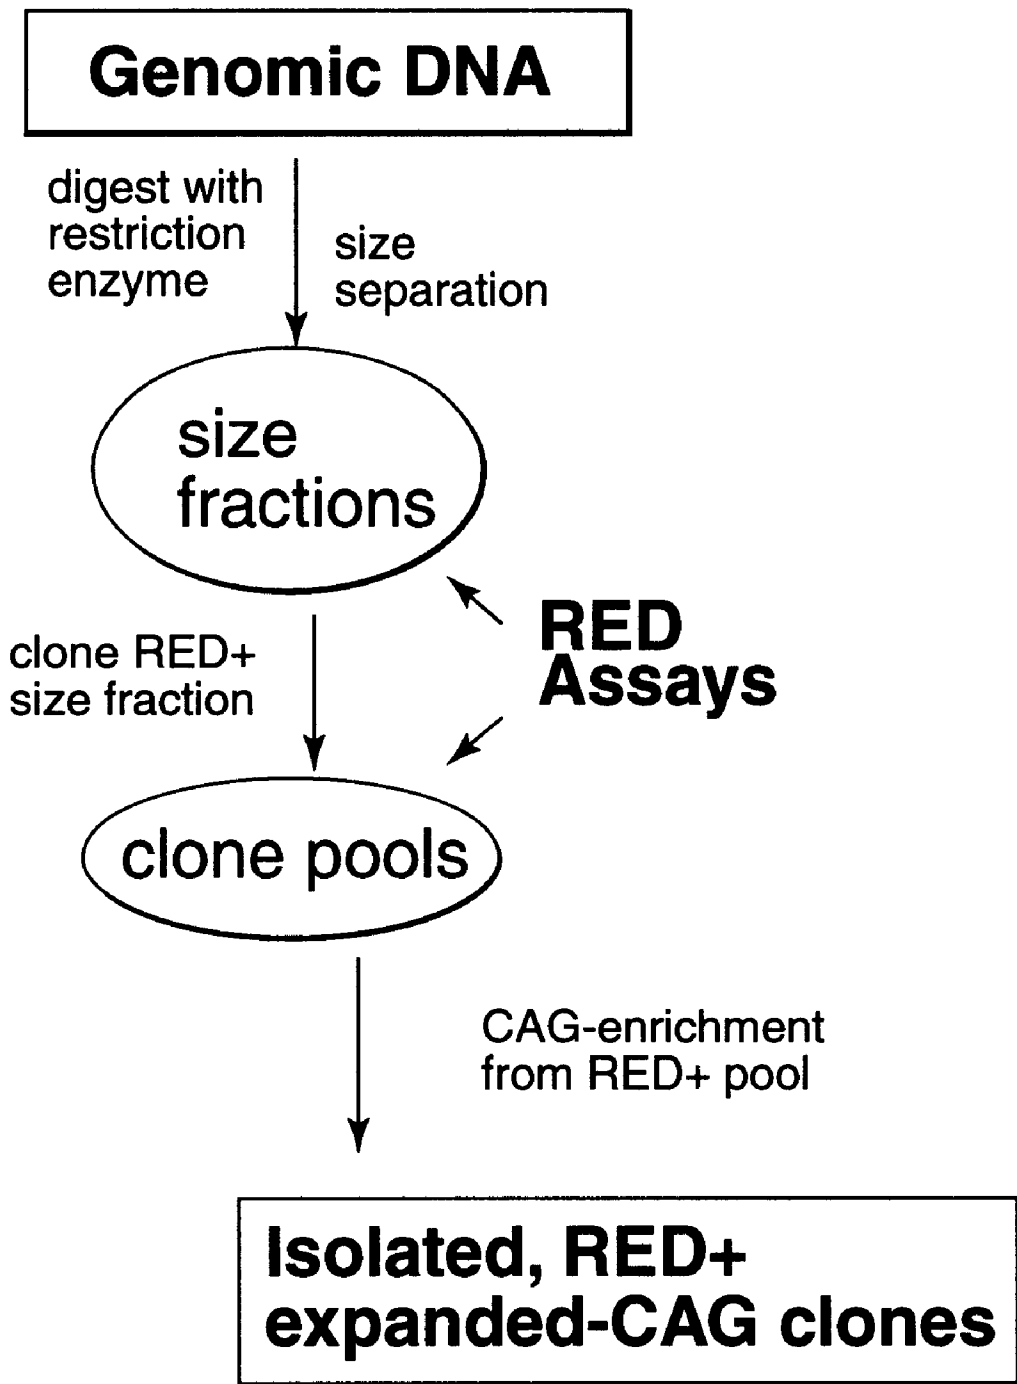 Genomic DNA
digest with
restriction
enzyme
size
separation
size
fractions
RED
Assays
clone RED+
size fraction
clone pools
CAG-enrichment
from RED+ pool
Isolated, RED+
expanded-CAG clones